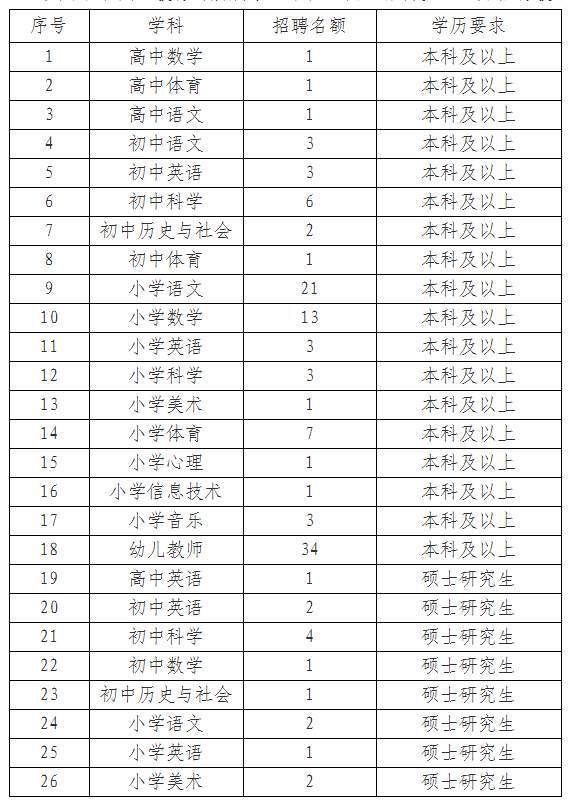 序号 学科 招聘名额 学历要求
1 高中数学 1 本科及以上
2 高中体育 1 本科及以上
3 高中语文 1 本科及以上
4 初中语文 3 本科及以上
5 初中英语 3 本科及以上
6 初中科学 6 本科及以上
7 初中历史与社会 2 本科及以上
8 初中体育 1 本科及以上
9 小学语文 21 本科及以上
10 小学数学 13 本科及以上
11 小学英语 3 本科及以上
12 小学科学 3 本科及以上
13 小学美术 1 本科及以上
14 小学体育 7 本科及以上
15 小学心理 1 本科及以上
16 小学信息技术 1 本科及以上
17 小学音乐 3 本科及以上
18 幼儿教师 34 本科及以上
19 高中英语 1 硕士研究生
20 初中英语 2 硕士研究生
21 初中科学 4 硕士研究生
22 初中数学 1 硕士研究生
23 初中历史与社会 1 硕士研究生
24 小学语文 2 硕士研究生
25 小学英语 1 硕士研究生
26 小学美术 2 硕士研究生